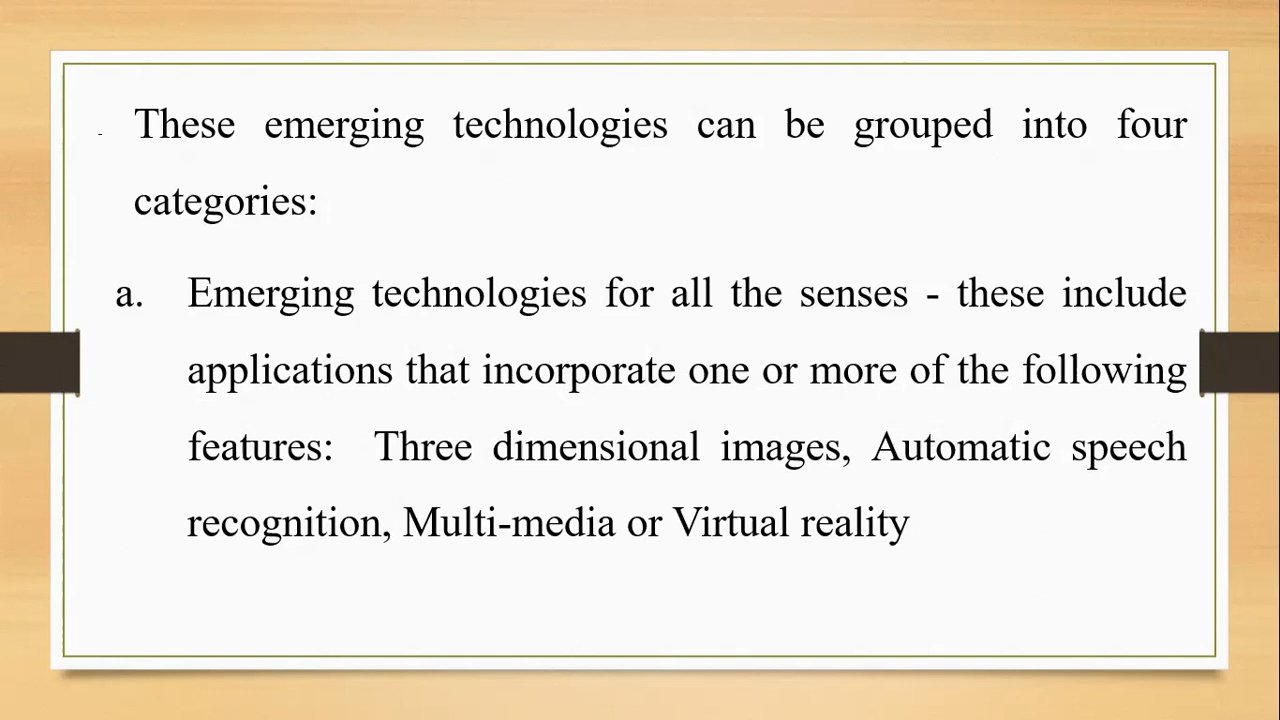 - These emerging technologies can be grouped into four
categories:
a. Emerging technologies for all the senses - these include
applications that incorporate one or more of the following
features: Three dimensional images, Automatic speech
recognition, Multi-media or Virtual reality